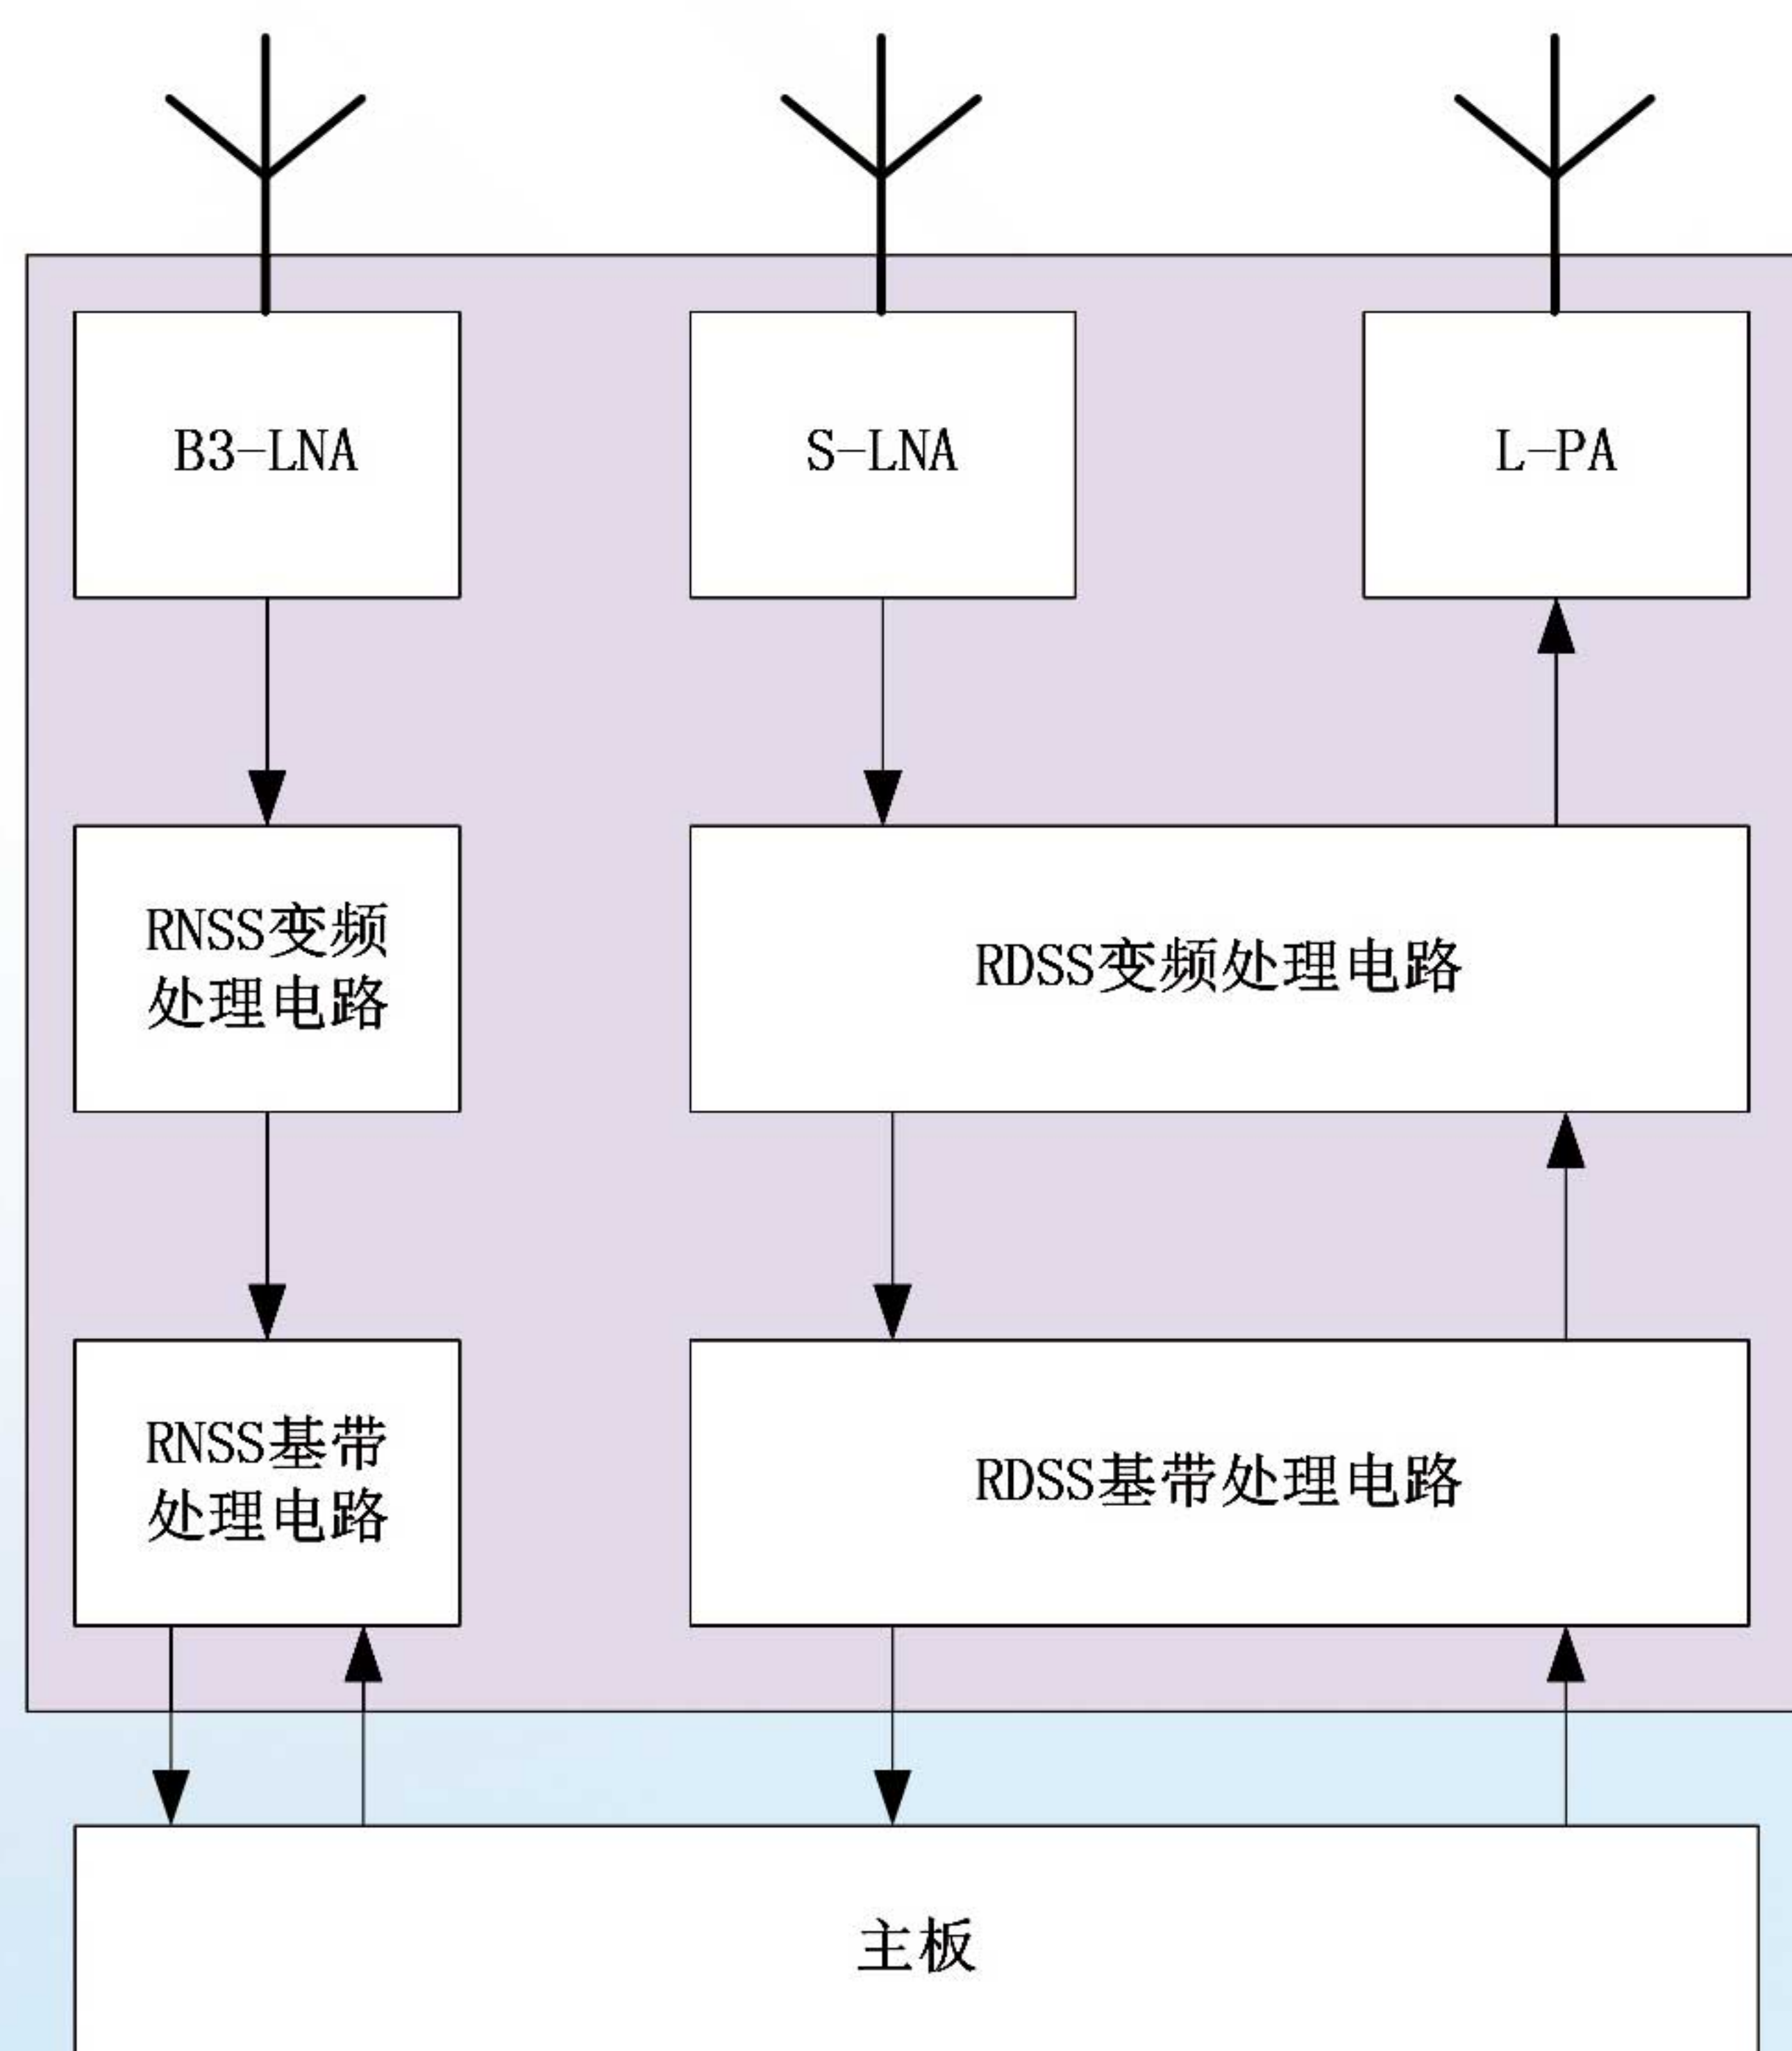 B3-LNA
S-LNA
L-PA
RNSS变频
处理电路
RDSS变频处理电路
RNSS基带
处理电路
RDSS基带处理电路
主板